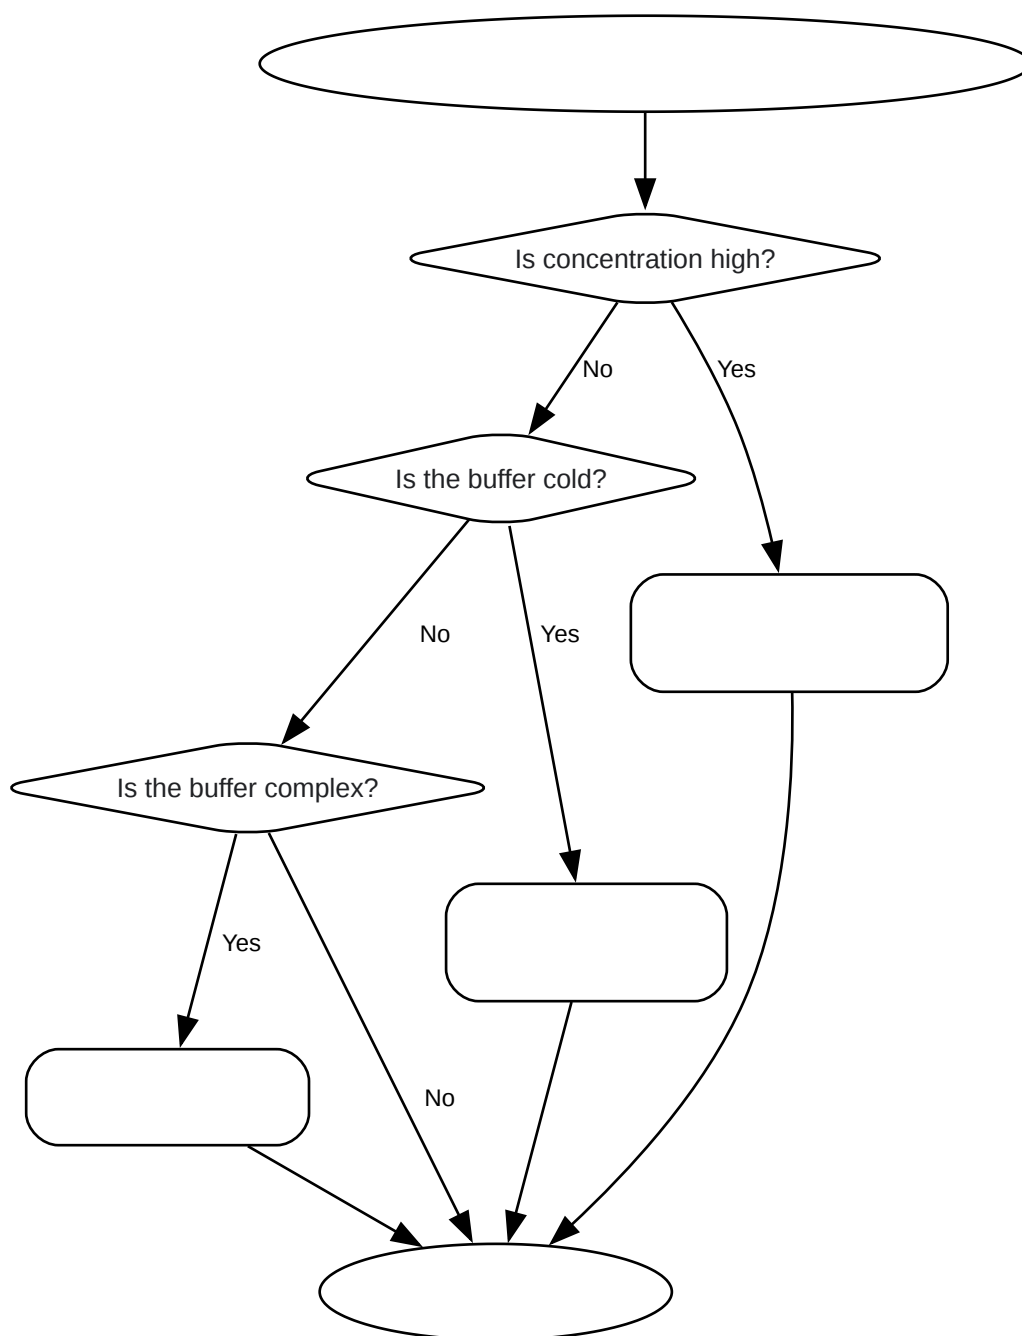 Is concentration high?
No
Yes
Is the buffer cold?
No
Yes
Is the buffer complex?
Yes
No